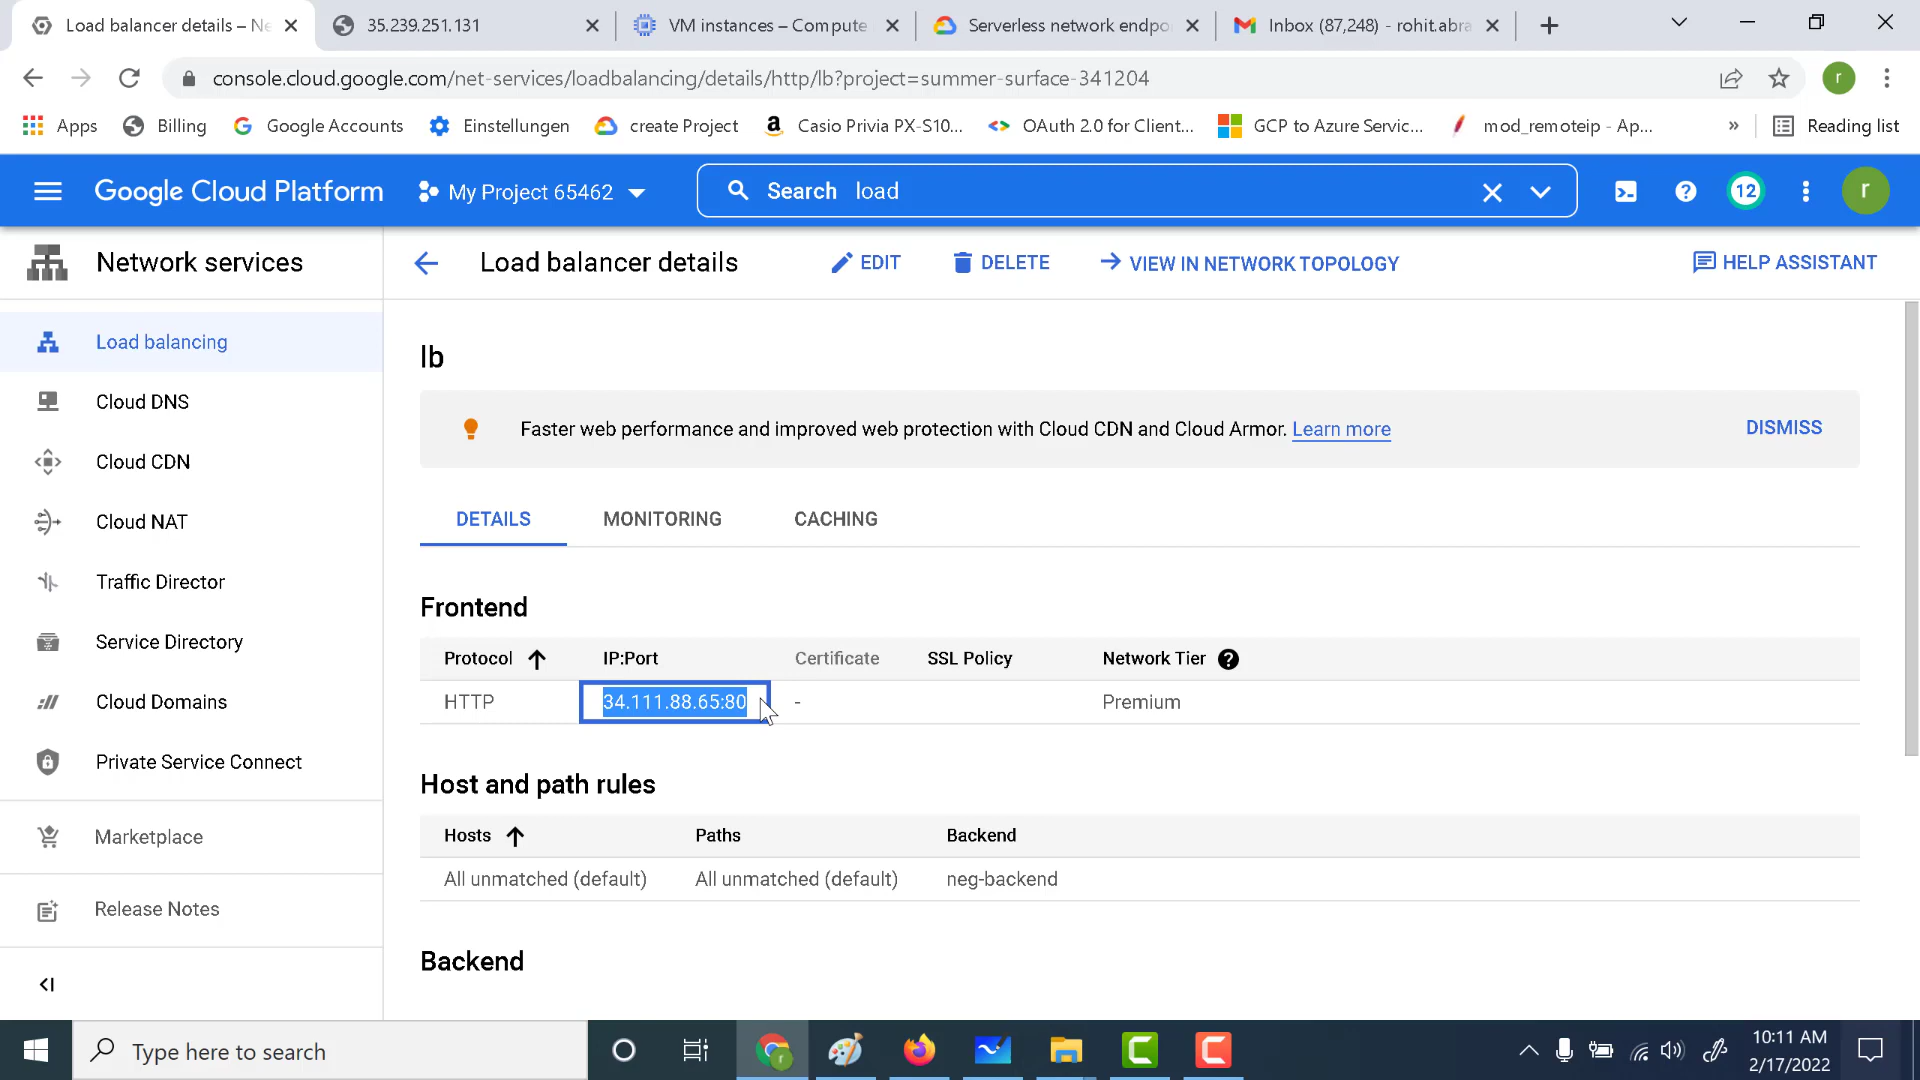 Load balancer details – Ne
35.239.251.131
VM instances – Compute
Serverless network endpo
Inbox (87,248) - rohit.abra
console.cloud.google.com/net-services/loadbalancing/details/http/lb?project=summer-surface-341204
r
Apps
Billing
Google Accounts
Einstellungen
create Project
Casio Privia PX-S10...
OAuth 2.0 for Client...
GCP to Azure Servic...
mod_remoteip - Ap...
»
Reading list
Google Cloud Platform
My Project 65462
Search load
12
r
Network services
Load balancer details
EDIT
DELETE
VIEW IN NETWORK TOPOLOGY
HELP ASSISTANT
Load balancing
Cloud DNS
Cloud CDN
Cloud NAT
Traffic Director
Service Directory
Cloud Domains
Private Service Connect
Marketplace
Release Notes
lb
Faster web performance and improved web protection with Cloud CDN and Cloud Armor. Learn more
DISMISS
DETAILS MONITORING CACHING
Frontend
Protocol IP:Port Certificate SSL Policy Network Tier
HTTP 34.111.88.65:80 - Premium
Host and path rules
Hosts Paths Backend
All unmatched (default) All unmatched (default) neg-backend
Backend
Type here to search
10:11 AM
2/17/2022